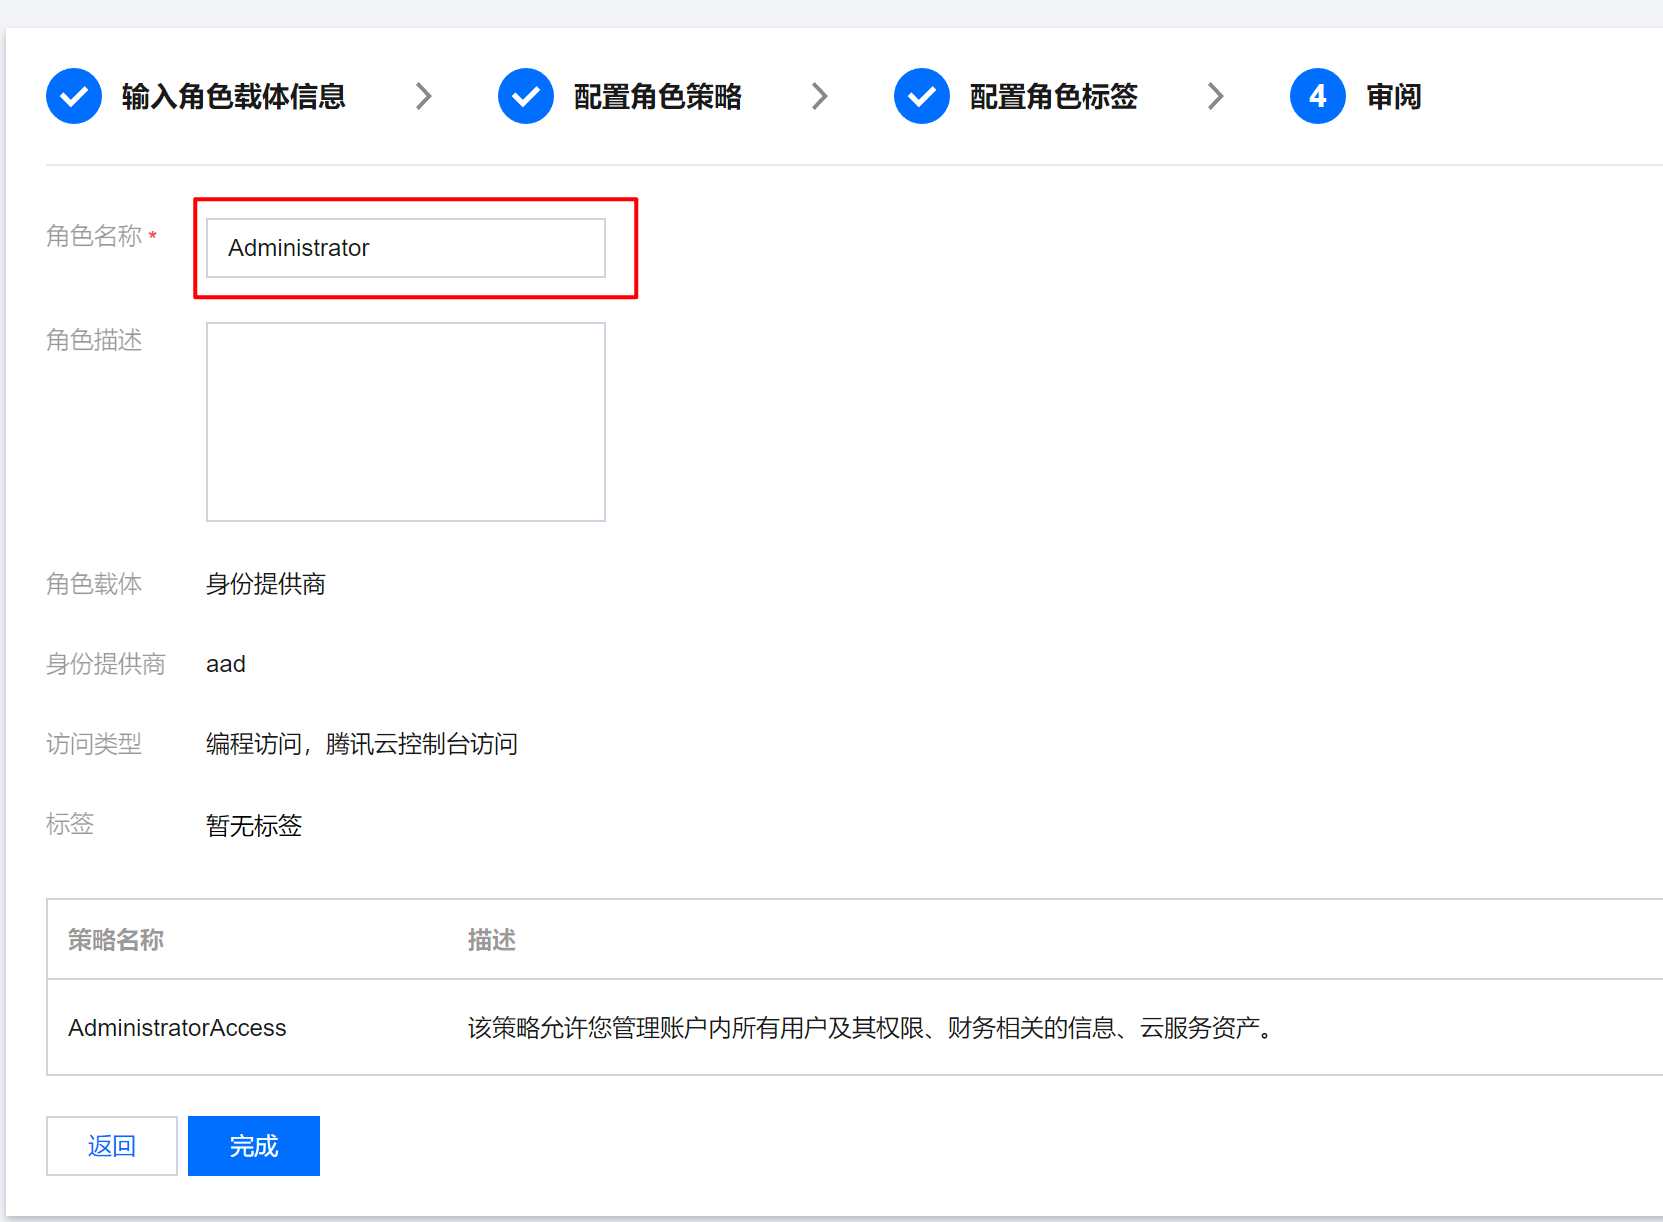 输入角色载体信息 配置角色策略 配置角色标签 4 审阅
角色名称 * Administrator
角色描述
角色载体 身份提供商
身份提供商 aad
访问类型 编程访问，腾讯云控制台访问
标签 暂无标签
策略名称 描述
AdministratorAccess 该策略允许您管理账户内所有用户及其权限、财务相关的信息、云服务资产。
返回 完成